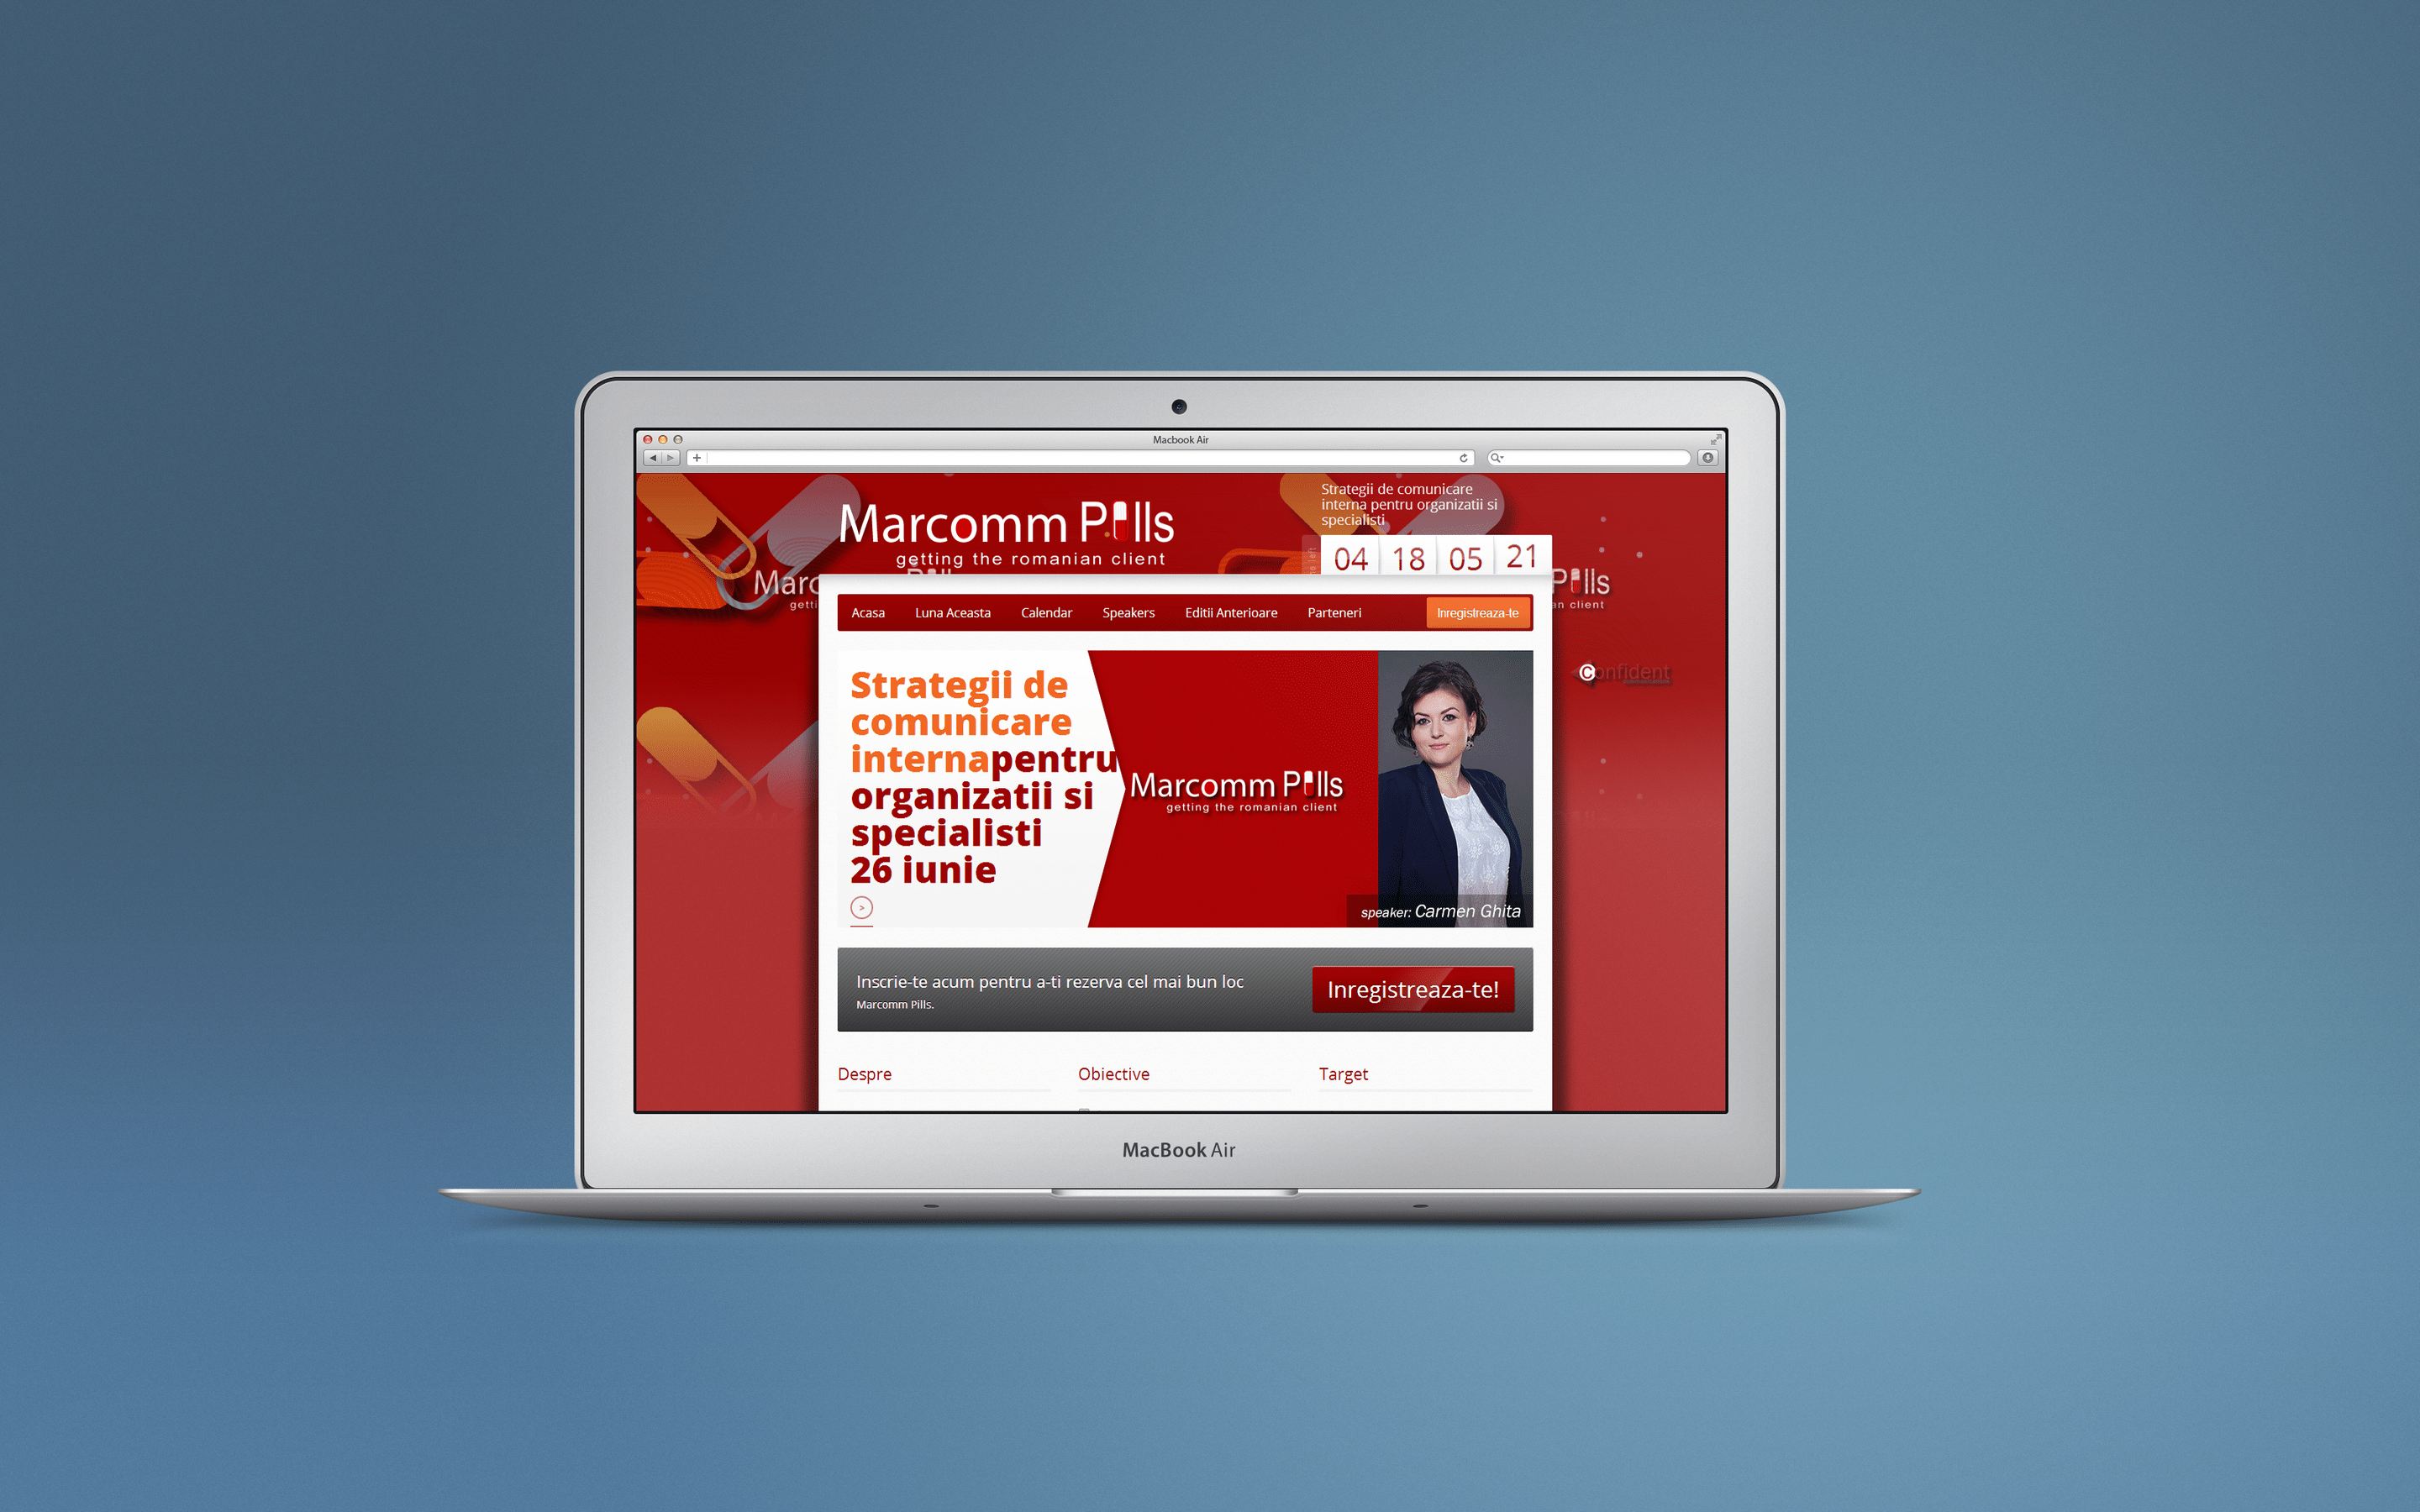 Macbook Air
Marcomm Pills
getting the romanian client
Strategii de comunicare
interna pentru organizatii si
specialisti
04 18 05 21
Marc
getti
Pills
an client
Acasa Luna Aceasta Calendar Speakers Editii Anterioare Parteneri Inregistreaza-te
confident
Strategii de
comunicare
internapentru
organizatii si
specialisti
26 iunie
>
Marcomm Pills
getting the romanian client
speaker: Carmen Ghita
Inscrie-te acum pentru a-ti rezerva cel mai bun loc
Marcomm Pills.
Inregistreaza-te!
Despre Obiective Target
MacBook Air